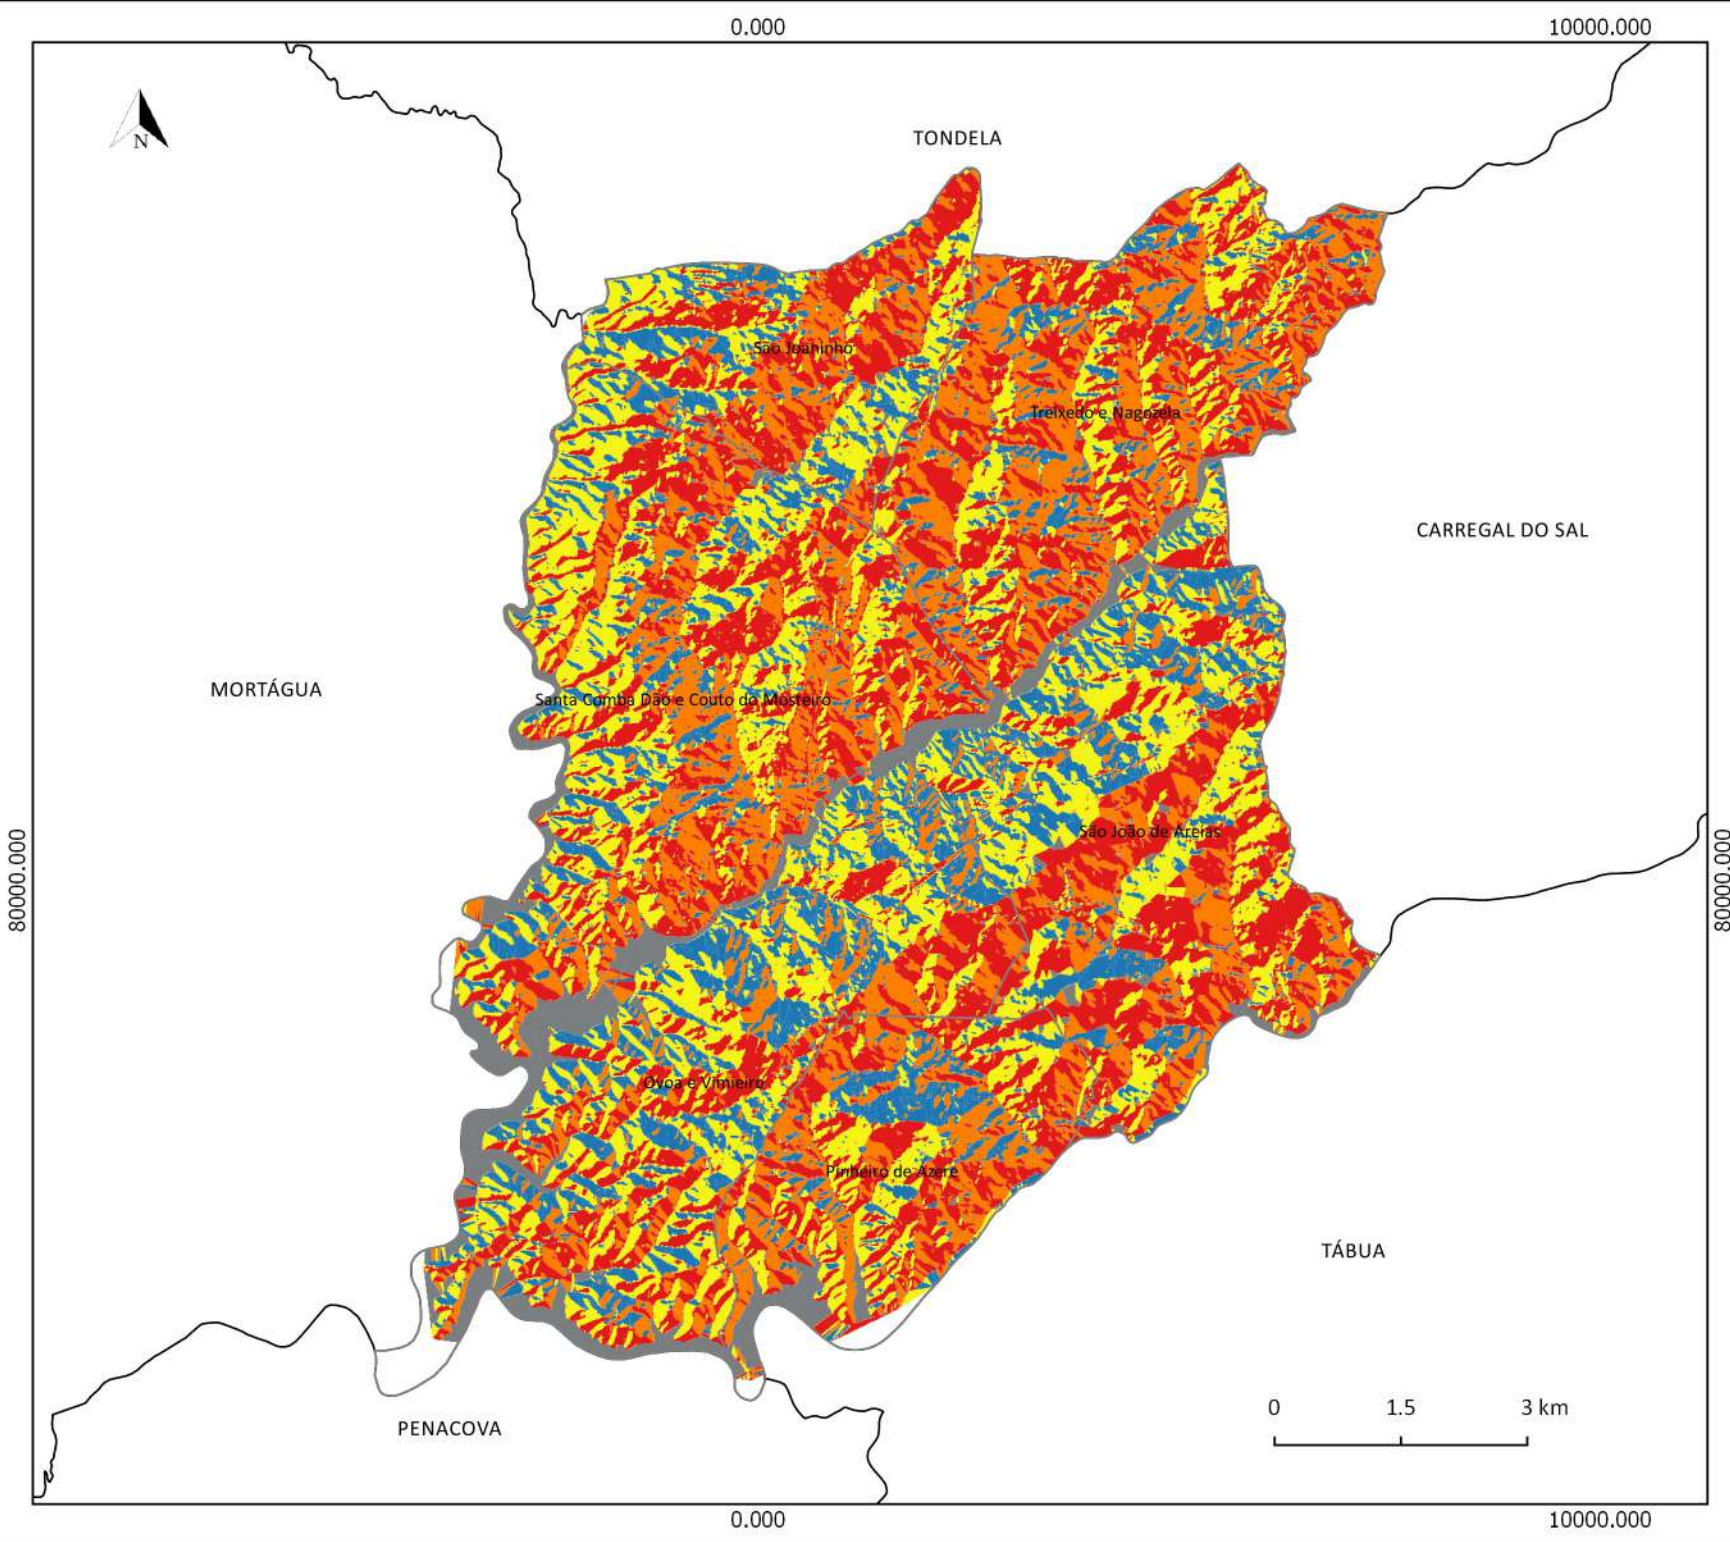 0.000
10000.000
N
TONDELA
São Joaninho
Treixedo e Nagozela
CARREGAL DO SAL
MORTÁGUA
Santa Comba Dão e Couto do Mosteiro
80000.000
São João de Areias
80000.000
Óvoa e Vimieiro
Pinheiro de Ázere
TÁBUA
0
1.5
3 km
PENACOVA
0.000
10000.000